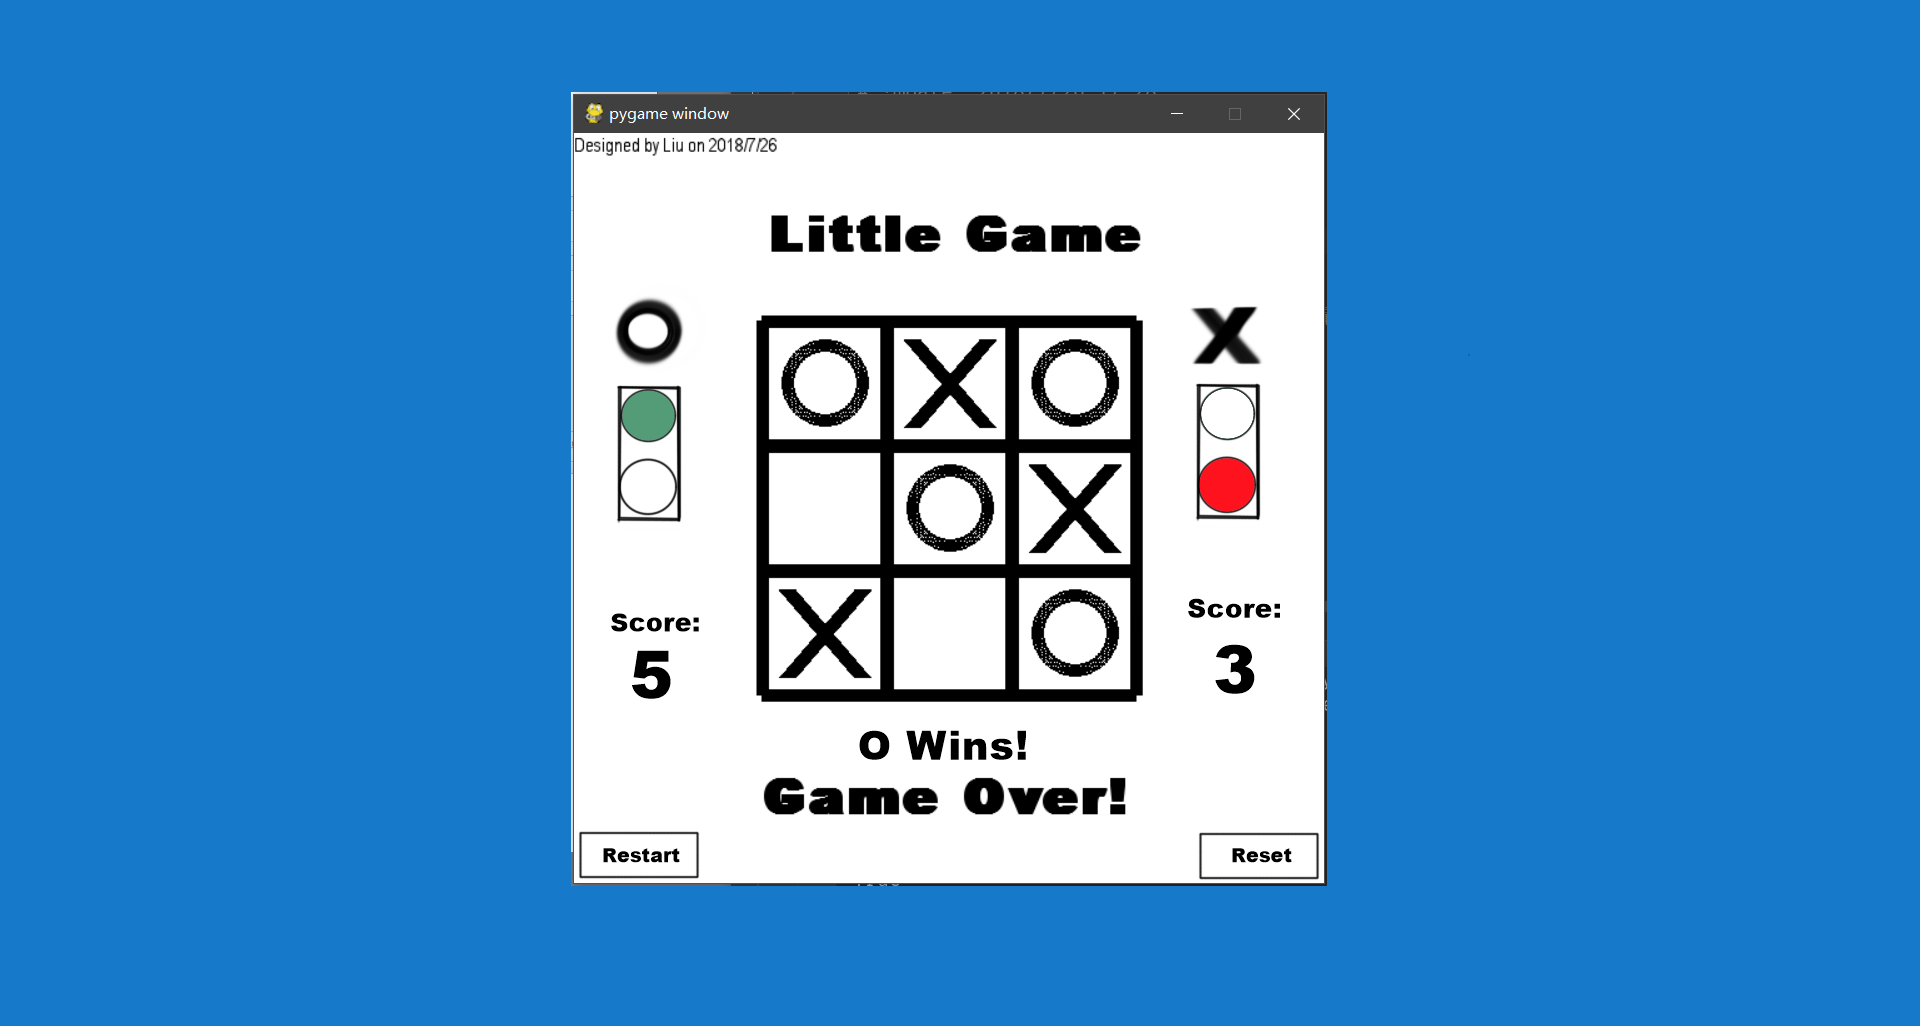 pygame window
Designed by Liu on 2018/7/26
Little Game
O X
O X O
O X
X O
Score: Score:
5 3
O Wins!
Game Over!
Restart Reset